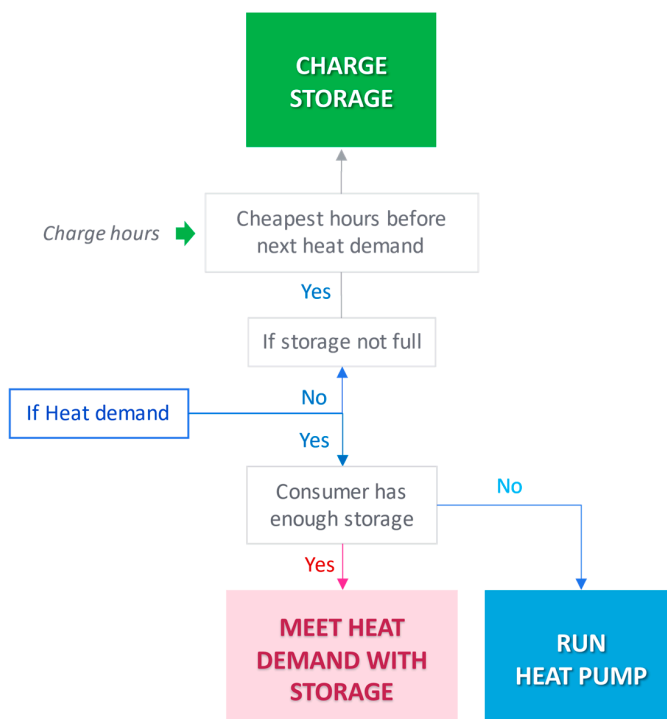 CHARGE
STORAGE
Charge hours
Cheapest hours before
next heat demand
Yes
If storage not full
No
If Heat demand
Yes
Consumer has
enough storage
No
Yes
MEET HEAT
DEMAND WITH
STORAGE
RUN
HEAT PUMP